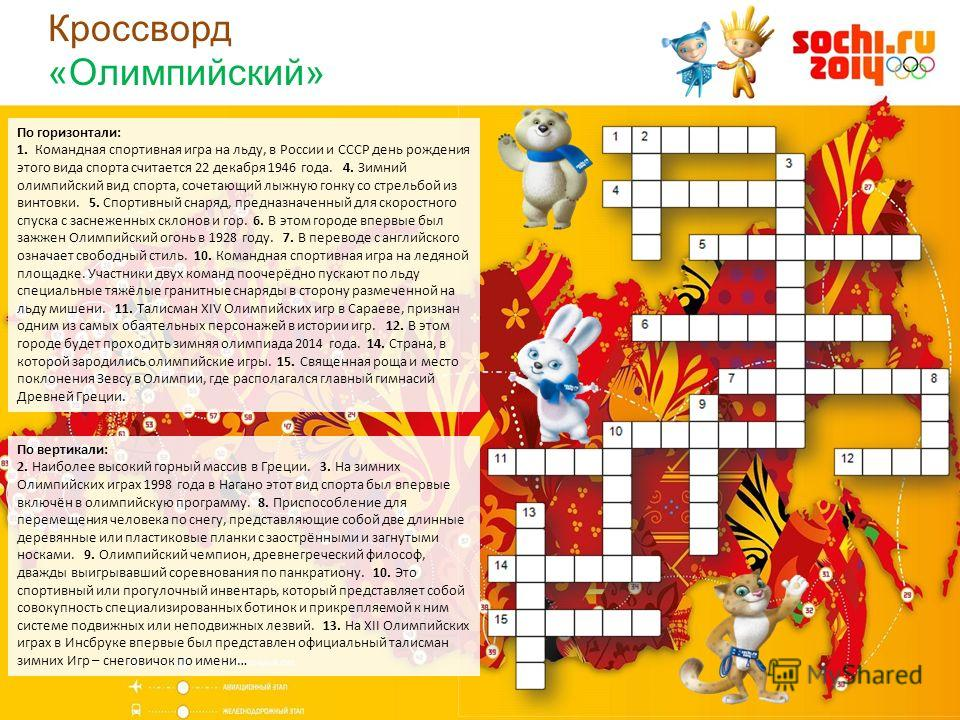 Кроссворд
«Олимпийский»
sochi.ru
2014
По горизонтали:
1. Командная спортивная игра на льду, в России и СССР день рождения
этого вида спорта считается 22 декабря 1946 года. 4. Зимний
олимпийский вид спорта, сочетающий лыжную гонку со стрельбой из
винтовки. 5. Спортивный снаряд, предназначенный для скоростного
спуска с заснеженных склонов и гор. 6. В этом городе впервые был
зажжен Олимпийский огонь в 1928 году. 7. В переводе с английского
означает свободный стиль. 10. Командная спортивная игра на ледяной
площадке. Участники двух команд поочерёдно пускают по льду
специальные тяжёлые гранитные снаряды в сторону размеченной на
льду мишени. 11. Талисман XIV Олимпийских игр в Сараеве, признан
одним из самых обаятельных персонажей в истории игр. 12. В этом
городе будет проходить зимняя олимпиада 2014 года. 14. Страна, в
которой зародились олимпийские игры. 15. Священная роща и место
поклонения Зевсу в Олимпии, где располагался главный гимнасий
Древней Греции.
По вертикали:
2. Наиболее высокий горный массив в Греции. 3. На зимних
Олимпийских играх 1998 года в Нагано этот вид спорта был впервые
включён в олимпийскую программу. 8. Приспособление для
перемещения человека по снегу, представляющие собой две длинные
деревянные или пластиковые планки с заострёнными и загнутыми
носками. 9. Олимпийский чемпион, древнегреческий философ,
дважды выигрывавший соревнования по панкратиону. 10. Это
спортивный или прогулочный инвентарь, который представляет собой
совокупность специализированных ботинок и прикрепляемой к ним
системе подвижных или неподвижных лезвий. 13. На XII Олимпийских
играх в Инсбруке впервые был представлен официальный талисман
зимних Игр – снеговичок по имени…
АВИАЦИОННЫЙ ЭТАП
ЖЕЛЕЗНОДОРОЖНЫЙ ЭТАП
1 2
3
4
5
6
7 8
9
10
11 12
13
14
15
MyShared